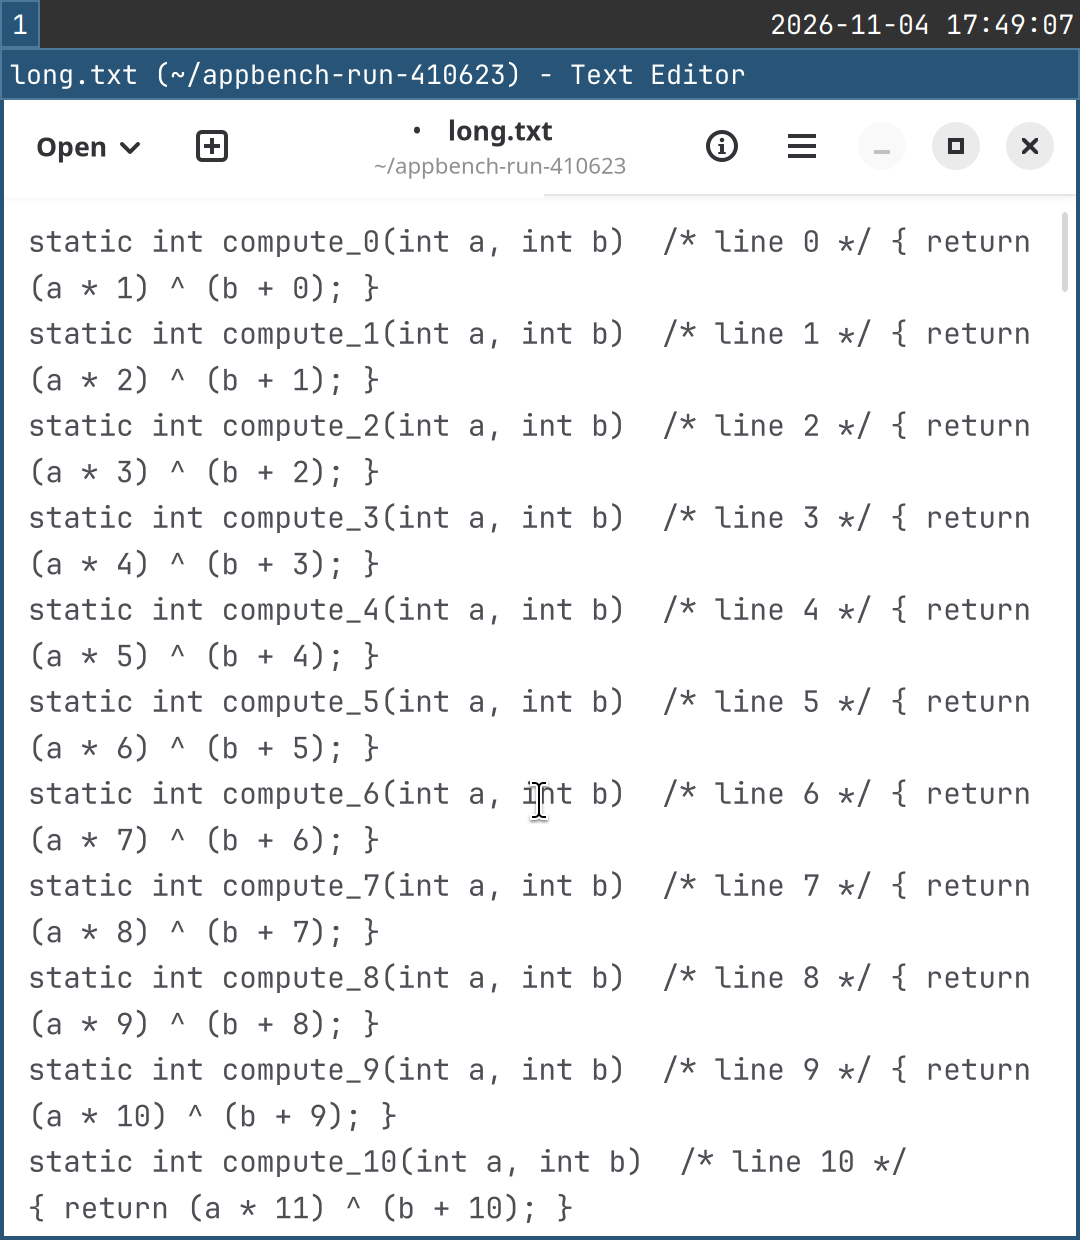 1 2026-11-04 17:49:07
long.txt (~/appbench-run-410623) - Text Editor
Open • long.txt
~/appbench-run-410623
static int compute_0(int a, int b)  /* line 0 */ { return
(a * 1) ^ (b + 0); }
static int compute_1(int a, int b)  /* line 1 */ { return
(a * 2) ^ (b + 1); }
static int compute_2(int a, int b)  /* line 2 */ { return
(a * 3) ^ (b + 2); }
static int compute_3(int a, int b)  /* line 3 */ { return
(a * 4) ^ (b + 3); }
static int compute_4(int a, int b)  /* line 4 */ { return
(a * 5) ^ (b + 4); }
static int compute_5(int a, int b)  /* line 5 */ { return
(a * 6) ^ (b + 5); }
static int compute_6(int a, int b)  /* line 6 */ { return
(a * 7) ^ (b + 6); }
static int compute_7(int a, int b)  /* line 7 */ { return
(a * 8) ^ (b + 7); }
static int compute_8(int a, int b)  /* line 8 */ { return
(a * 9) ^ (b + 8); }
static int compute_9(int a, int b)  /* line 9 */ { return
(a * 10) ^ (b + 9); }
static int compute_10(int a, int b)  /* line 10 */
{ return (a * 11) ^ (b + 10); }